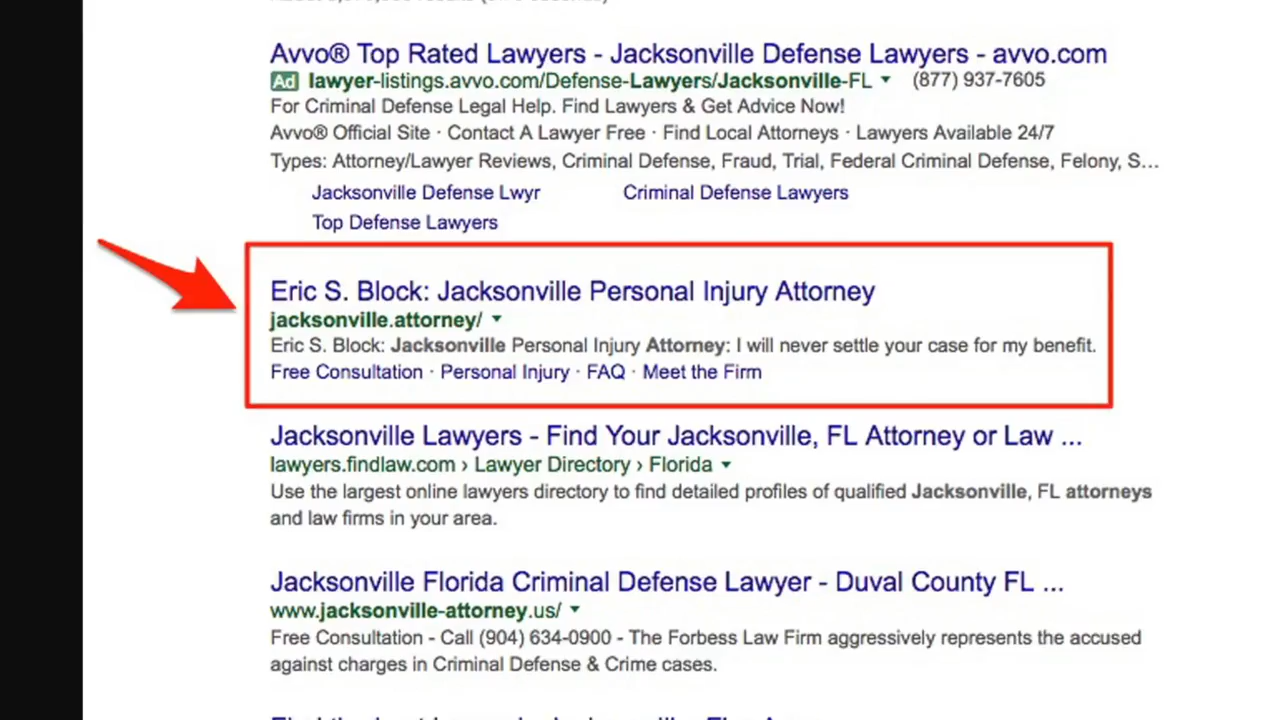 Avvo® Top Rated Lawyers - Jacksonville Defense Lawyers - avvo.com
Ad lawyer-listings.avvo.com/Defense-Lawyers/Jacksonville-FL (877) 937-7605
For Criminal Defense Legal Help. Find Lawyers & Get Advice Now!
Avvo® Official Site · Contact A Lawyer Free · Find Local Attorneys · Lawyers Available 24/7
Types: Attorney/Lawyer Reviews, Criminal Defense, Fraud, Trial, Federal Criminal Defense, Felony, S...
Jacksonville Defense Lwyr Criminal Defense Lawyers
Top Defense Lawyers
Eric S. Block: Jacksonville Personal Injury Attorney
jacksonville.attorney/
Eric S. Block: Jacksonville Personal Injury Attorney: I will never settle your case for my benefit.
Free Consultation · Personal Injury · FAQ · Meet the Firm
Jacksonville Lawyers - Find Your Jacksonville, FL Attorney or Law ...
lawyers.findlaw.com › Lawyer Directory › Florida
Use the largest online lawyers directory to find detailed profiles of qualified Jacksonville, FL attorneys
and law firms in your area.
Jacksonville Florida Criminal Defense Lawyer - Duval County FL ...
www.jacksonville-attorney.us/
Free Consultation - Call (904) 634-0900 - The Forbess Law Firm aggressively represents the accused
against charges in Criminal Defense & Crime cases.